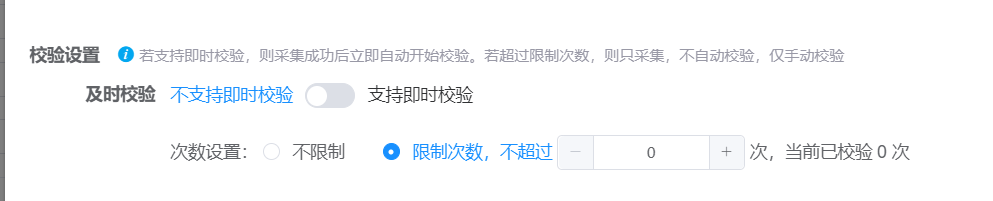 校验设置 若支持即时校验，则采集成功后立即自动开始校验。若超过限制次数，则只采集，不自动校验，仅手动校验
及时校验 不支持即时校验 支持即时校验
次数设置： 不限制 限制次数，不超过 − 0 + 次，当前已校验 0 次